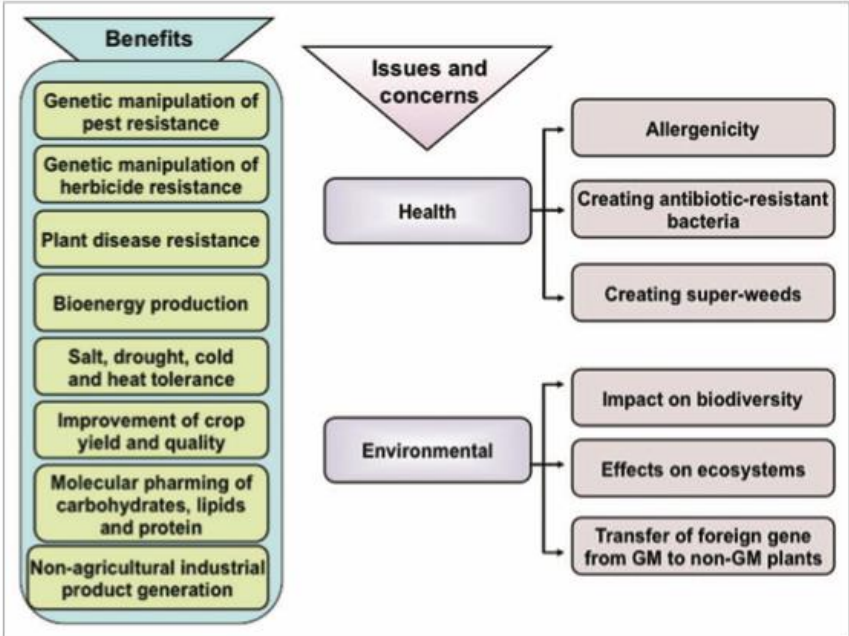 Benefits
Genetic manipulation of
pest resistance
Genetic manipulation of
herbicide resistance
Plant disease resistance
Bioenergy production
Salt, drought, cold
and heat tolerance
Improvement of crop
yield and quality
Molecular pharming of
carbohydrates, lipids
and protein
Non-agricultural industrial
product generation
Issues and
concerns
Health
Allergenicity
Creating antibiotic-resistant
bacteria
Creating super-weeds
Environmental
Impact on biodiversity
Effects on ecosystems
Transfer of foreign gene
from GM to non-GM plants